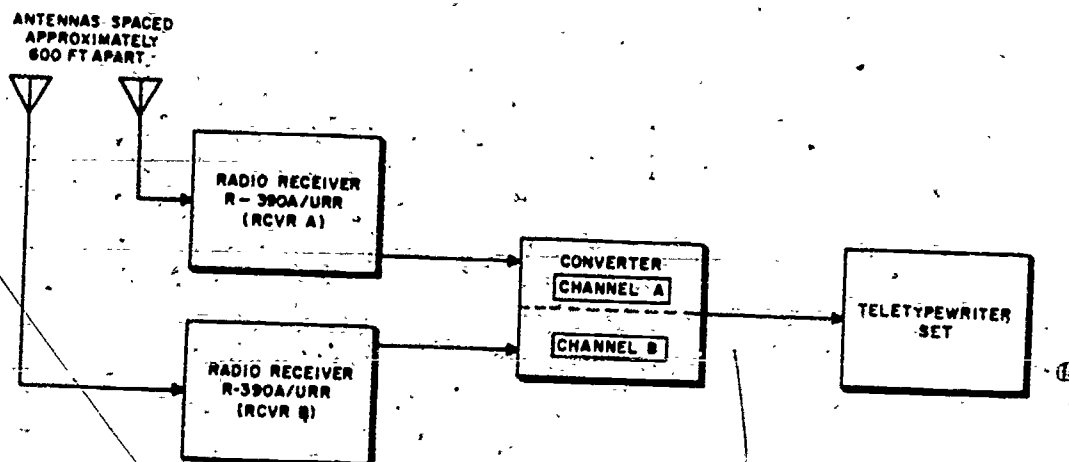 ANTENNAS SPACED
APPROXIMATELY
600 FT APART
RADIO RECEIVER
R-390A/URR
(RCVR A)
CONVERTER
CHANNEL A
CHANNEL B
TELETYPEWRITER
SET
RADIO RECEIVER
R-390A/URR
(RCVR B)